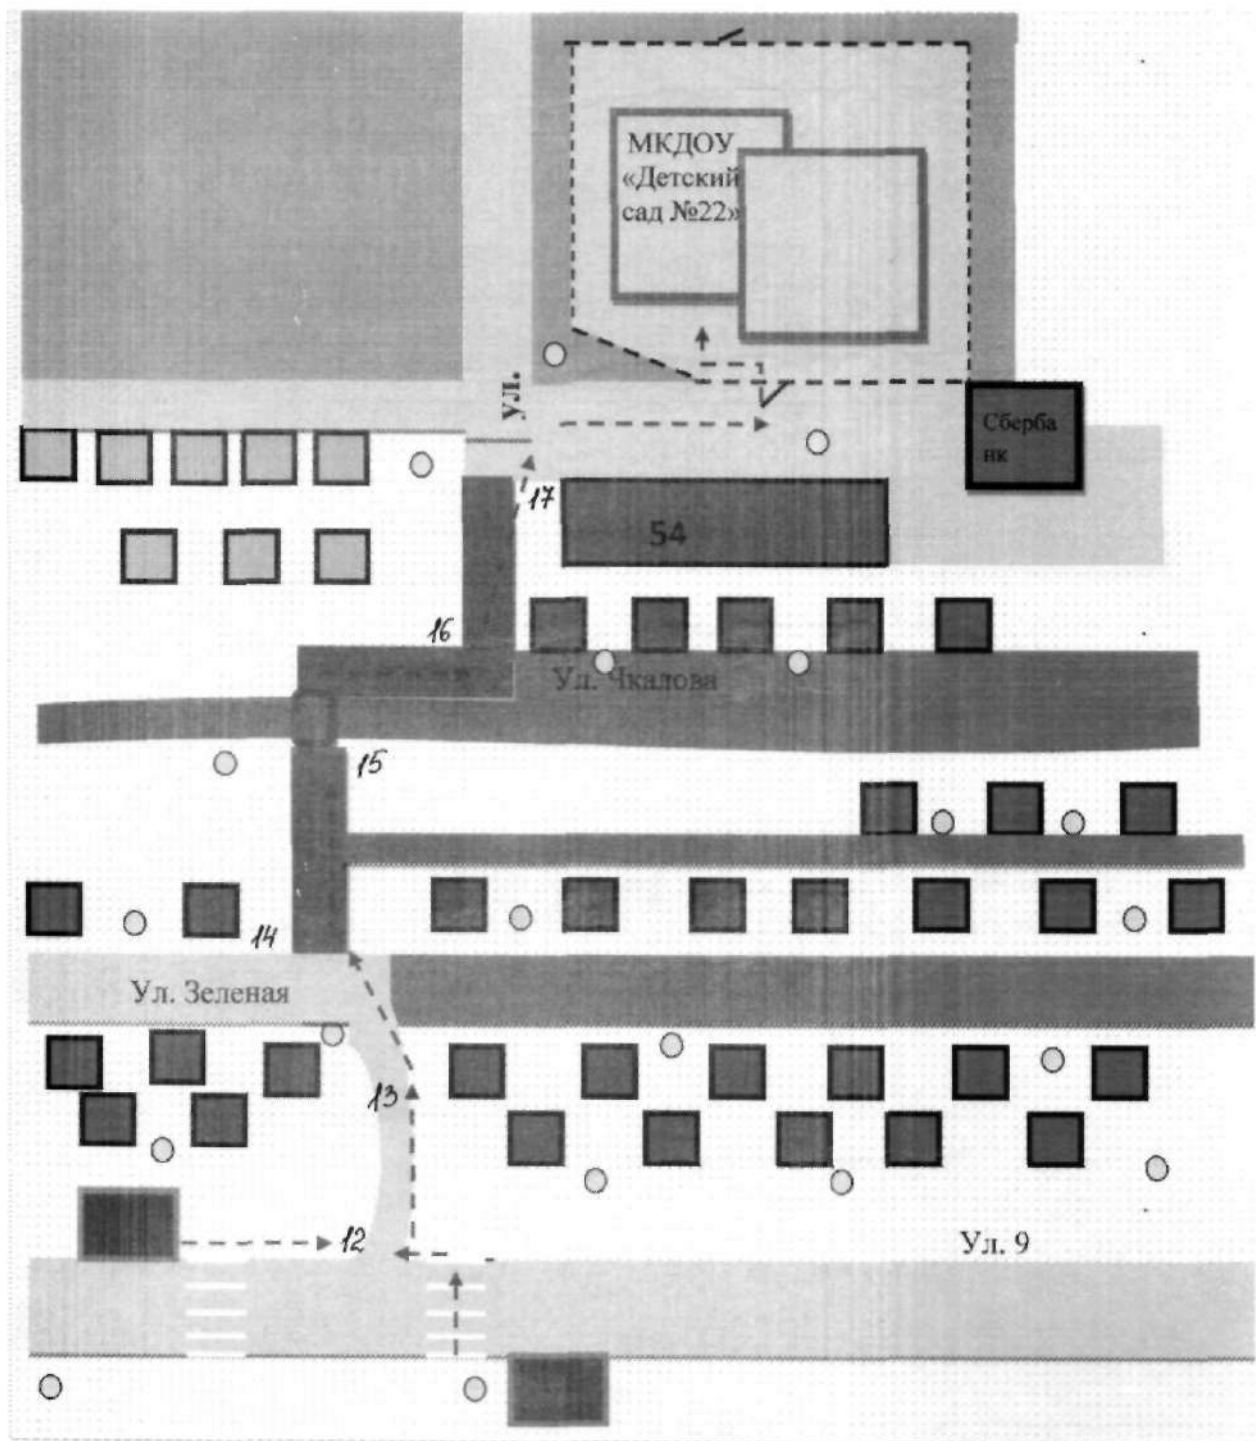 МКДОУ
«Детский
сад №22»
ул.
Сберба
нк
17
54
16
Ул. Чкалова
15
14
Ул. Зеленая
13
12
Ул. 9